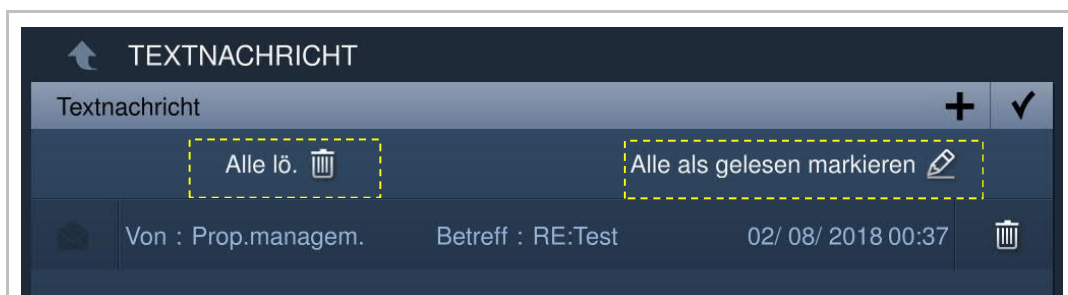 TEXTNACHRICHT
Textnachricht
Alle lö. Alle als gelesen markieren
Von : Prop.managem. Betreff : RE:Test 02/ 08/ 2018 00:37